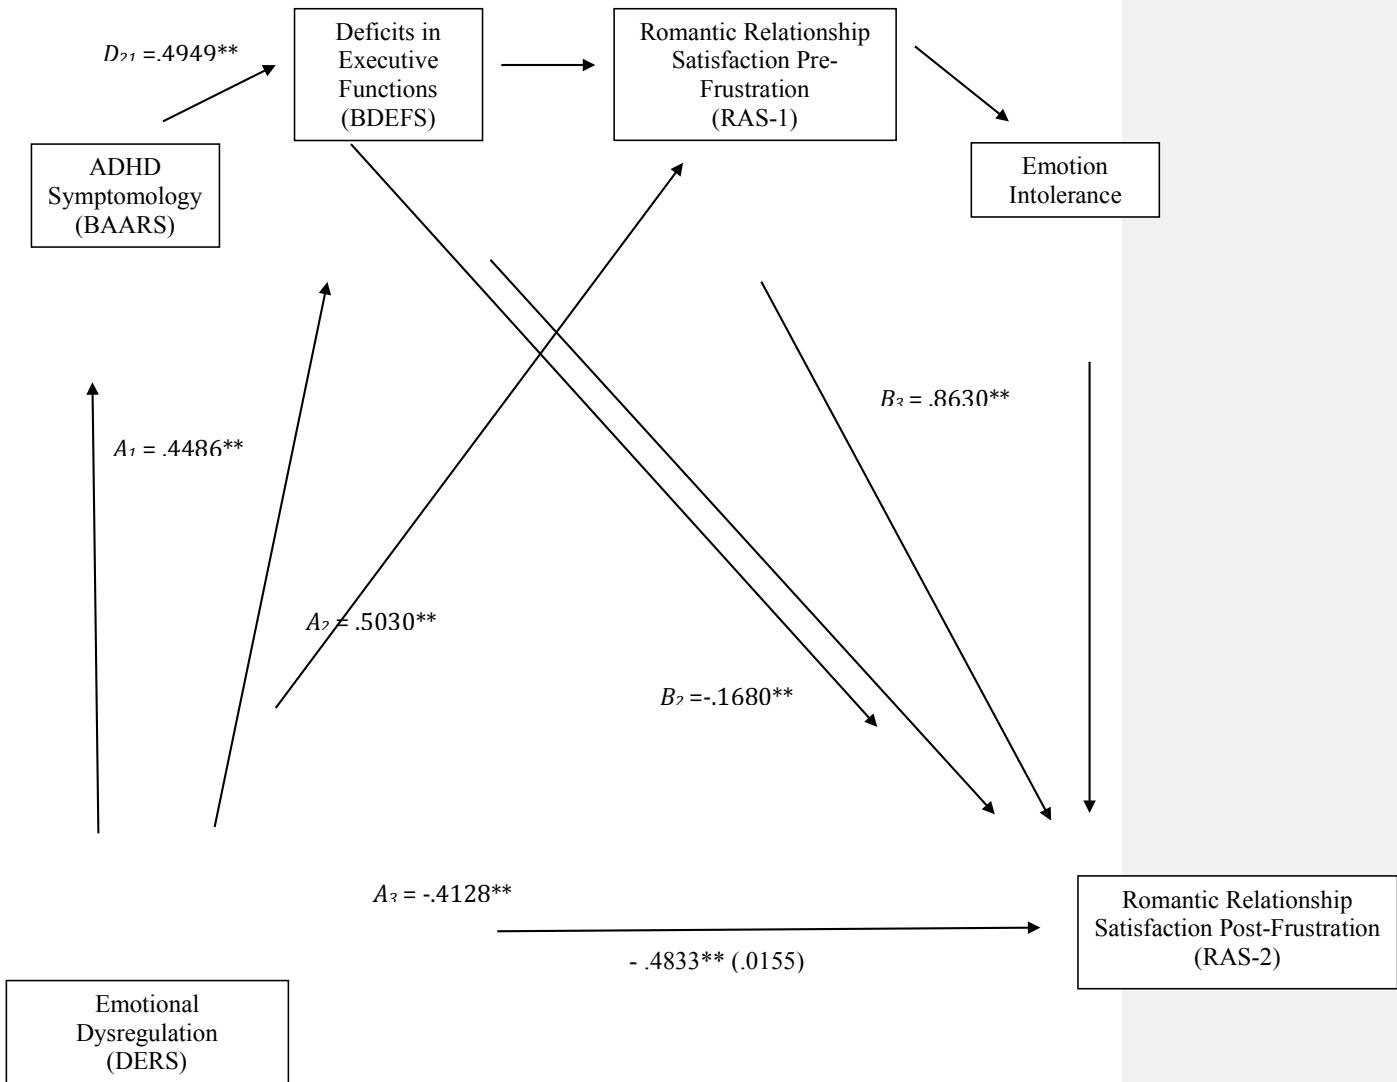 D₂₁ =.4949**
Deficits in
Executive
Functions
(BDEFS)
Romantic Relationship
Satisfaction Pre-
Frustration
(RAS-1)
ADHD
Symptomology
(BAARS)
Emotion
Intolerance
A₁ = .4486**
B₃ = .8630**
A₂ = .5030**
B₂ =-.1680**
A₃ = -.4128**
- .4833** (.0155)
Romantic Relationship
Satisfaction Post-Frustration
(RAS-2)
Emotional
Dysregulation
(DERS)